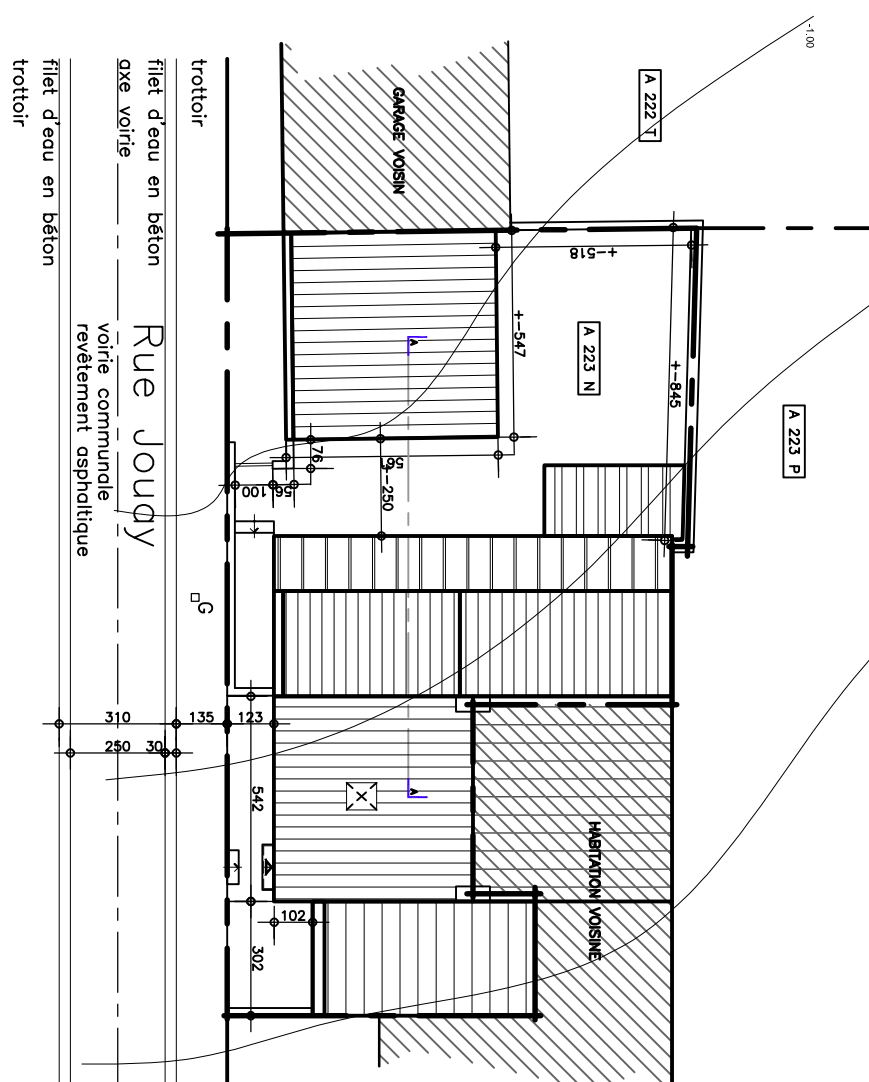 -1.00
trottoir
filet d'eau en béton
axe voirie
filet d'eau en béton
trottoir
GARAGE VOISIN
A 222 T
+-518
+-547
A 223 N
+-845
A 223 P
A
Rue Jouay
voirie communale
revêtement asphaltique
76
561
+-250
100
56
G
310
135
123
250
30
542
A
HABITATION VOISINE
102
302